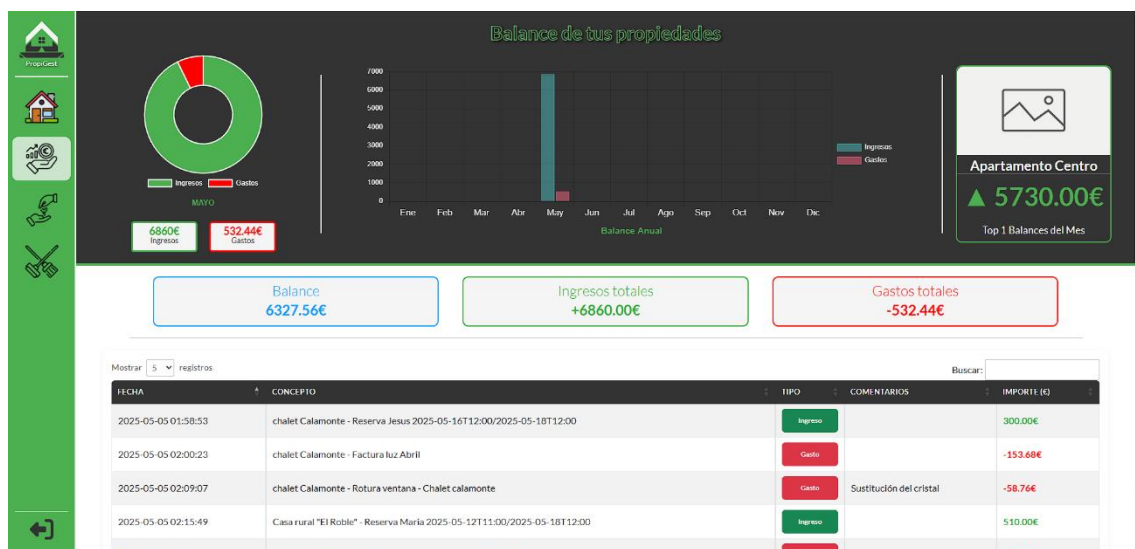 PropiGest
Balance de tus propiedades
Ingresos Gastos
MAYO
6860€
Ingresos
532.44€
Gastos
7000
6000
5000
4000
3000
2000
1000
0
Ene Feb Mar Abr May Jun Jul Ago Sep Oct Nov Dic
Balance Anual
Ingresos
Gastos
Apartamento Centro
▲ 5730.00€
Top 1 Balances del Mes
Balance
6327.56€
Ingresos totales
+6860.00€
Gastos totales
-532.44€
Mostrar 5 registros
Buscar:
FECHA CONCEPTO TIPO COMENTARIOS IMPORTE (€)
2025-05-05 01:58:53 chalet Calamonte - Reserva Jesus 2025-05-16T12:00/2025-05-18T12:00 Ingreso 300.00€
2025-05-05 02:00:23 chalet Calamonte - Factura luz Abril Gasto -153.68€
2025-05-05 02:09:07 chalet Calamonte - Rotura ventana - Chalet calamonte Gasto Sustitución del cristal -58.76€
2025-05-05 02:15:49 Casa rural "El Roble" - Reserva Maria 2025-05-12T11:00/2025-05-18T12:00 Ingreso 510.00€